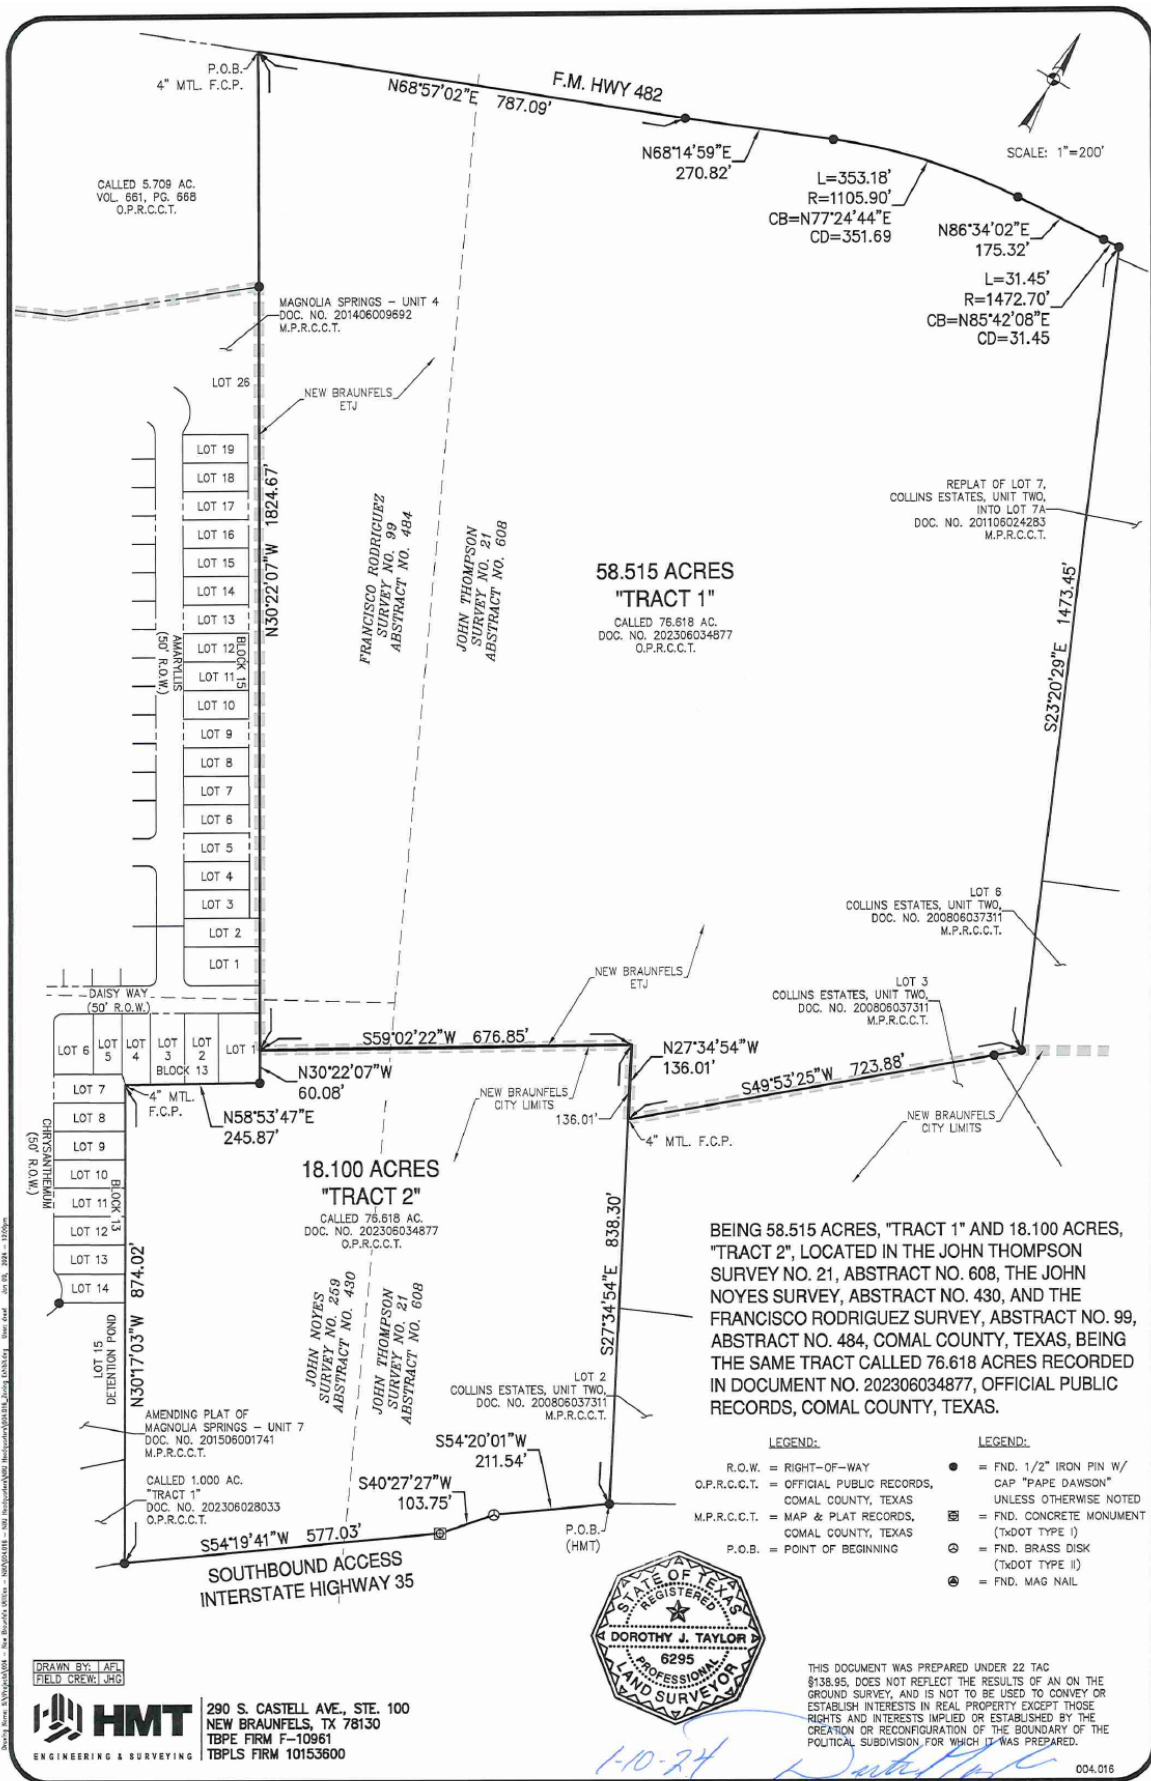 P.O.B.
4" MTL. F.C.P.
N68°57'02"E 787.09'
F.M. HWY 482
N68°14'59"E
270.82'
SCALE: 1"=200'
L=353.18'
R=1105.90'
CB=N77°24'44"E
CD=351.69
N86°34'02"E
175.32'
L=31.45'
R=1472.70'
CB=N85°42'08"E
CD=31.45
CALLED 5.709 AC.
VOL. 661, PG. 668
O.P.R.C.C.T.
MAGNOLIA SPRINGS - UNIT 4
DOC. NO. 201406009692
M.P.R.C.C.T.
LOT 26
NEW BRAUNFELS
ETJ
LOT 19
LOT 18
LOT 17
LOT 16
LOT 15
LOT 14
LOT 13
LOT 12
LOT 11
LOT 10
LOT 9
LOT 8
LOT 7
LOT 6
LOT 5
LOT 4
LOT 3
LOT 2
LOT 1
BLOCK 15
AMARYLLIS
(50' R.O.W.)
N30°22'07"W 1824.67'
FRANCISCO RODRIGUEZ
SURVEY NO. 99
ABSTRACT NO. 484
JOHN THOMPSON
SURVEY NO. 21
ABSTRACT NO. 608
58.515 ACRES
"TRACT 1"
CALLED 76.618 AC.
DOC. NO. 202306034877
O.P.R.C.C.T.
REPLAT OF LOT 7,
COLLINS ESTATES, UNIT TWO,
INTO LOT 7A
DOC. NO. 201106024283
M.P.R.C.C.T.
S23°20'29"E 1473.45'
LOT 6
COLLINS ESTATES, UNIT TWO,
DOC. NO. 200806037311
M.P.R.C.C.T.
NEW BRAUNFELS
ETJ
LOT 3
COLLINS ESTATES, UNIT TWO,
DOC. NO. 200806037311
M.P.R.C.C.T.
DAISY WAY
(50' R.O.W.)
LOT 6
LOT 5
LOT 4
LOT 3
LOT 2
LOT 1
BLOCK 13
S59°02'22"W 676.85'
N30°22'07"W
60.08'
N27°34'54"W
136.01'
S49°53'25"W 723.88'
4" MTL.
F.C.P.
N58°53'47"E
245.87'
NEW BRAUNFELS
CITY LIMITS
136.01'
4" MTL. F.C.P.
NEW BRAUNFELS
CITY LIMITS
LOT 7
LOT 8
LOT 9
LOT 10
LOT 11
LOT 12
LOT 13
LOT 14
BLOCK 13
CHRYSANTHEMUM
(50' R.O.W.)
LOT 15
DETENTION POND
N30°17'03"W 874.02'
18.100 ACRES
"TRACT 2"
CALLED 76.618 AC.
DOC. NO. 202306034877
O.P.R.C.C.T.
S27°34'54"E 838.30'
JOHN NOYES
SURVEY NO. 259
ABSTRACT NO. 430
JOHN THOMPSON
SURVEY NO. 21
ABSTRACT NO. 608
LOT 2
COLLINS ESTATES, UNIT TWO,
DOC. NO. 200806037311
M.P.R.C.C.T.
AMENDING PLAT OF
MAGNOLIA SPRINGS - UNIT 7
DOC. NO. 201506001741
M.P.R.C.C.T.
CALLED 1.000 AC.
"TRACT 1"
DOC. NO. 202306028033
O.P.R.C.C.T.
S54°20'01"W
211.54'
S40°27'27"W
103.75'
S54°19'41"W 577.03'
P.O.B.
(HMT)
SOUTHBOUND ACCESS
INTERSTATE HIGHWAY 35
BEING 58.515 ACRES, "TRACT 1" AND 18.100 ACRES,
"TRACT 2", LOCATED IN THE JOHN THOMPSON
SURVEY NO. 21, ABSTRACT NO. 608, THE JOHN
NOYES SURVEY, ABSTRACT NO. 430, AND THE
FRANCISCO RODRIGUEZ SURVEY, ABSTRACT NO. 99,
ABSTRACT NO. 484, COMAL COUNTY, TEXAS, BEING
THE SAME TRACT CALLED 76.618 ACRES RECORDED
IN DOCUMENT NO. 202306034877, OFFICIAL PUBLIC
RECORDS, COMAL COUNTY, TEXAS.
LEGEND:
R.O.W. = RIGHT-OF-WAY
O.P.R.C.C.T. = OFFICIAL PUBLIC RECORDS,
COMAL COUNTY, TEXAS
M.P.R.C.C.T. = MAP & PLAT RECORDS,
COMAL COUNTY, TEXAS
P.O.B. = POINT OF BEGINNING
LEGEND:
= FND. 1/2" IRON PIN W/
CAP "PAPE DAWSON"
UNLESS OTHERWISE NOTED
= FND. CONCRETE MONUMENT
(TxDOT TYPE I)
= FND. BRASS DISK
(TxDOT TYPE II)
= FND. MAG NAIL
STATE OF TEXAS
REGISTERED
DOROTHY J. TAYLOR
6295
PROFESSIONAL
LAND SURVEYOR
DRAWN BY: AFL
FIELD CREW: JHG
HMT
ENGINEERING & SURVEYING
290 S. CASTELL AVE., STE. 100
NEW BRAUNFELS, TX 78130
TBPE FIRM F-10961
TBPLS FIRM 10153600
THIS DOCUMENT WAS PREPARED UNDER 22 TAC
§138.95, DOES NOT REFLECT THE RESULTS OF AN ON THE
GROUND SURVEY, AND IS NOT TO BE USED TO CONVEY OR
ESTABLISH INTERESTS IN REAL PROPERTY EXCEPT THOSE
RIGHTS AND INTERESTS IMPLIED OR ESTABLISHED BY THE
CREATION OR RECONFIGURATION OF THE BOUNDARY OF THE
POLITICAL SUBDIVISION FOR WHICH IT WAS PREPARED.
1-10-24
004.016